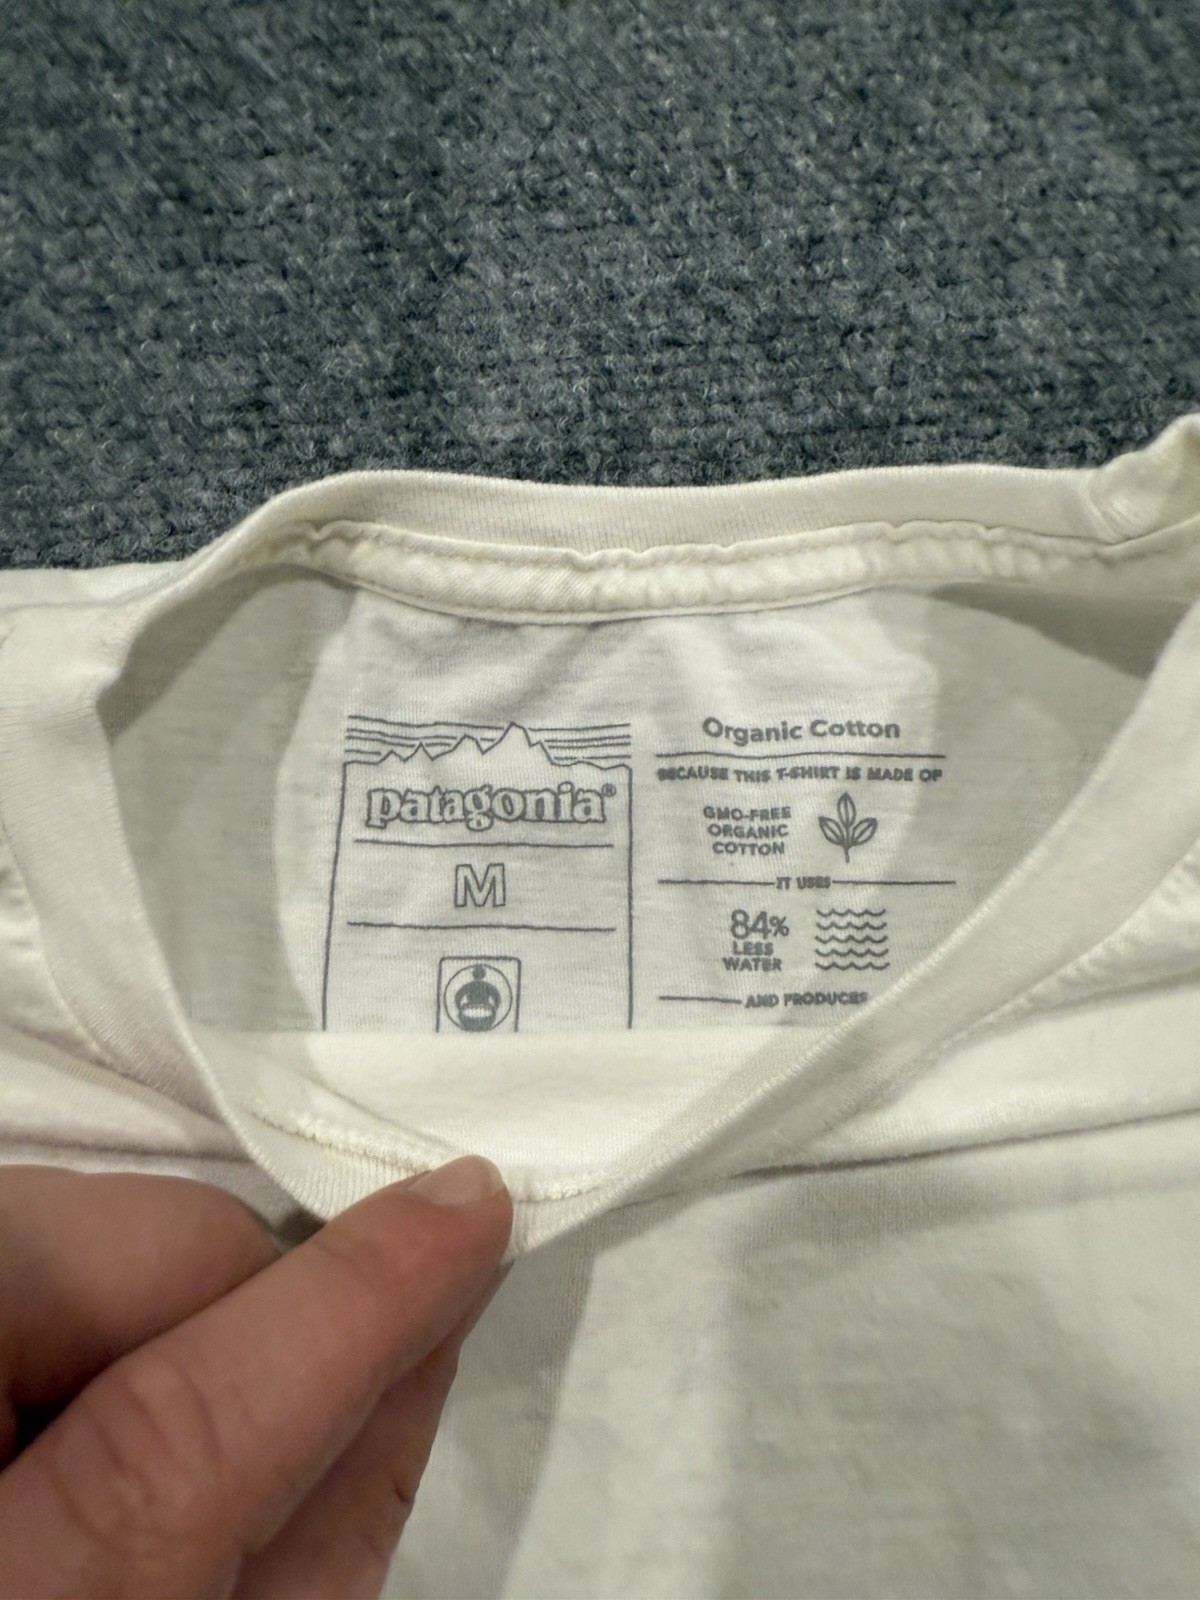 patagonia®
M
Organic Cotton
BECAUSE THIS T-SHIRT IS MADE OF
GMO-FREE
ORGANIC
COTTON
IT USES
84%
LESS
WATER
AND PRODUCES